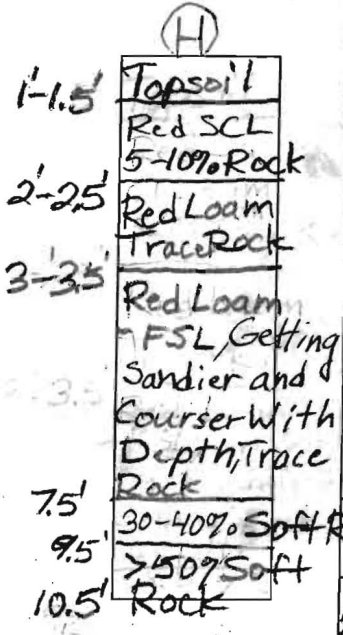 H
Topsoil
1'-1.5'
Red SCL
5-10% Rock
2'-2.5'
Red Loam
Trace Rock
3-3.5'
Red Loam
- FSL, Getting
Sandier and
Courser With
Depth, Trace
Rock
7.5'
30-40% Soft R
9.5'
>50% Soft
Rock
10.5'